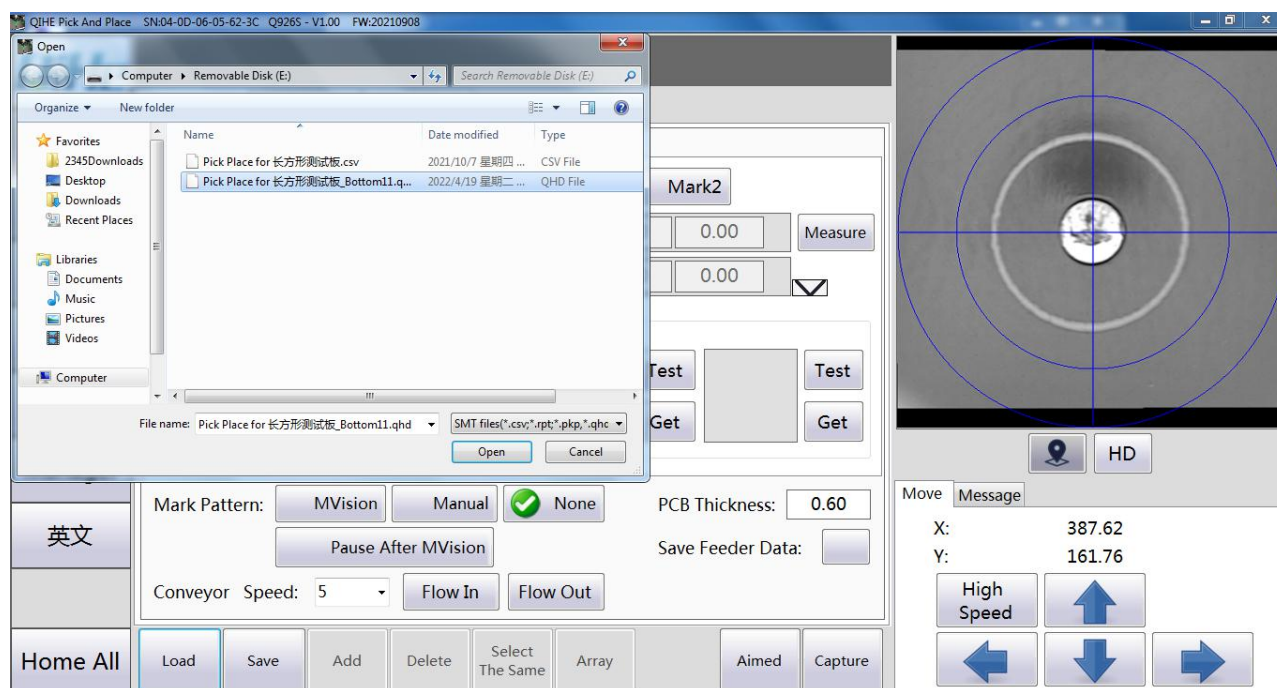 QIHE Pick And Place SN:04-0D-06-05-62-3C Q926S - V1.00 FW:20210908
Open
Computer Removable Disk (E:)
Search Removable Disk (E:)
Organize New folder
Favorites
2345Downloads
Desktop
Downloads
Recent Places
Libraries
Documents
Music
Pictures
Videos
Computer
Name Date modified Type
Pick Place for 长方形测试板.csv 2021/10/7 星期四 ... CSV File
Pick Place for 长方形测试板_Bottom11.q... 2022/4/19 星期二 ... QHD File
File name: Pick Place for 长方形测试板_Bottom11.qhd SMT files(*.csv;*.rpt;*.pkp,*.qhc
Open Cancel
Mark2
0.00 Measure
0.00
Test Test
Get Get
HD
Mark Pattern: MVision Manual None PCB Thickness: 0.60
英文 Pause After MVision Save Feeder Data:
Conveyor Speed: 5 Flow In Flow Out
Home All Load Save Add Delete Select The Same Array Aimed Capture
Move Message
X: 387.62
Y: 161.76
High
Speed